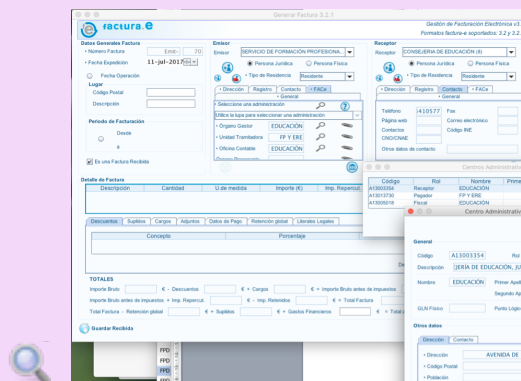 Generar Factura 3.2.?
factura.e
Gestión de Facturación Electrónica v3
Formatos factura-e soportados: 3.2 y 3.2.
Datos Generales Factura
Número Factura Emit- 70
Fecha Expedición 11-jul-2017
Fecha Operación
Lugar
Código Postal
Descripción
Periodo de Facturación
Desde
a
Es una Factura Recibida
Emisor
Emisor SERVICIO DE FORMACIÓN PROFESIONA...
Persona Jurídica Persona Física
Tipo de Residencia Residente
Dirección Registro Contacto FACe
General
Seleccione una administración
Utilice la lupa para seleccionar una administración
Órgano Gestor EDUCACIÓN
Unidad Tramitadora FP Y ERE
Oficina Contable EDUCACIÓN
Receptor
Receptor CONSEJERIA DE EDUCACIÓN (6)
Persona Jurídica Persona Física
Tipo de Residencia Residente
Dirección Registro Contacto FACe
General
Teléfono 410577 Fax
Página web Correo electrónico
Contactos Código INE
CNO/CNAE
Otros datos de contacto
Centros Administrativ
Código Rol Nombre Prime
A13003354 Receptor EDUCACIÓN
A13013730 Pagador FP Y ERE
A13005018 Fiscal EDUCACIÓN
Detalle de Factura
Descripción Cantidad U.de medida Importe (€) Imp. Repercut.
Descuentos Suplidos Cargos Adjuntos Datos de Pago Retención global Literales Legales
Concepto Porcentaje
TOTALES
Importe Bruto € - Descuentos € + Cargos € = Importe Bruto antes de impuestos
Importe Bruto antes de impuestos + Imp. Repercut. € - Imp. Retenidos € = Total Factura
Total Factura - Retención global € + Suplidos € + Gastos Financieros € = Total
Guardar Recibida
Centro Administrativ
General
Código A13003354 Rol
Descripción JERÍA DE EDUCACIÓN, JU
Nombre EDUCACIÓN Primer Apell
Segundo Ap
GLN Físico Punto Lógico
Otros datos
Dirección Contacto
Dirección AVENIDA DE
Código Postal
Población
FPD
FPD
FPD
FPD